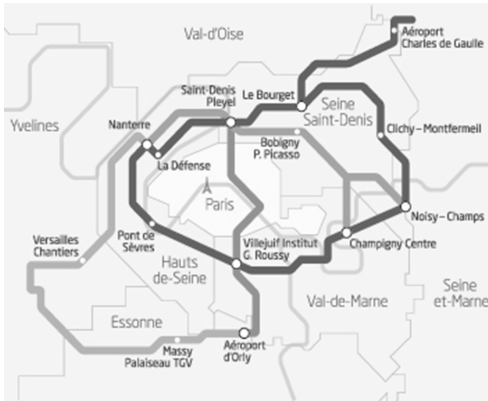 Val-d'Oise
Aéroport
Charles de Gaulle
Saint-Denis
Pleyel
Le Bourget
Seine
Saint-Denis
Nanterre
Yvelines
Clichy – Montfermeil
Bobigny
P. Picasso
La Défense
Paris
Noisy – Champs
Pont de
Sèvres
Villejuif Institut
G. Roussy
Champigny Centre
Versailles
Chantiers
Hauts
de-Seine
Val-de-Marne
Seine
et-Marne
Essonne
Massy
Palaiseau TGV
Aéroport
d'Orly